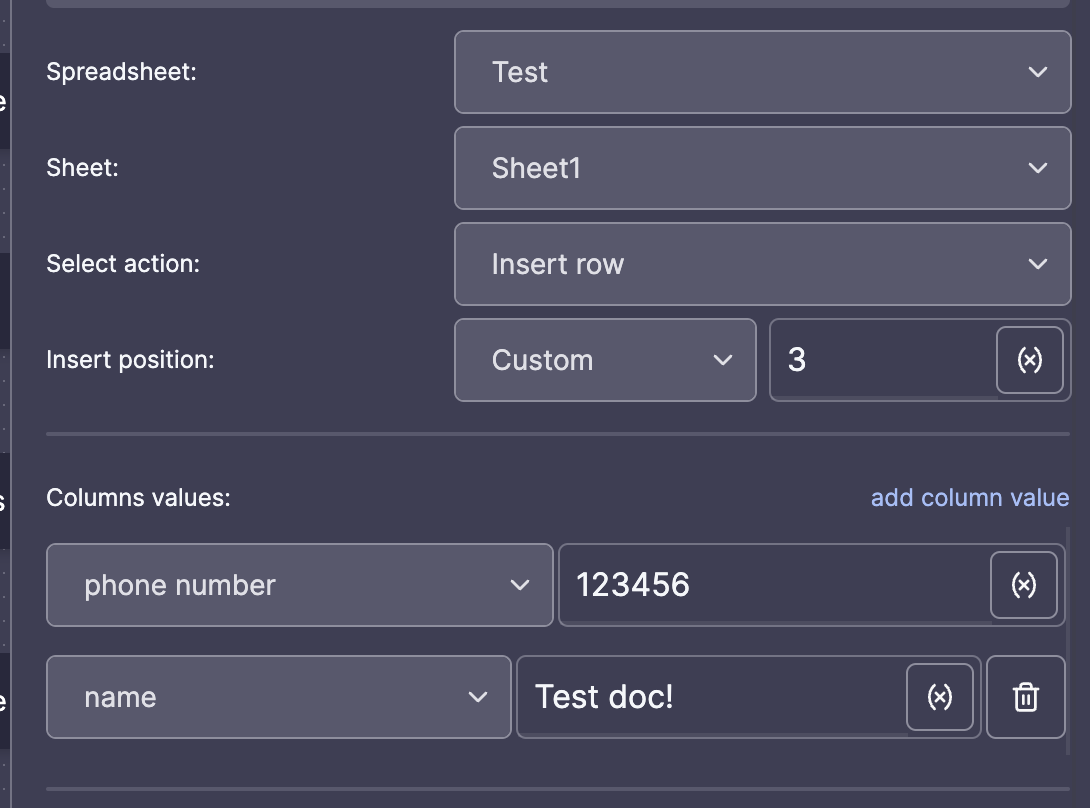 Spreadsheet: Test
Sheet: Sheet1
Select action: Insert row
Insert position: Custom 3 (x)
Columns values: add column value
phone number 123456 (x)
name Test doc! (x)